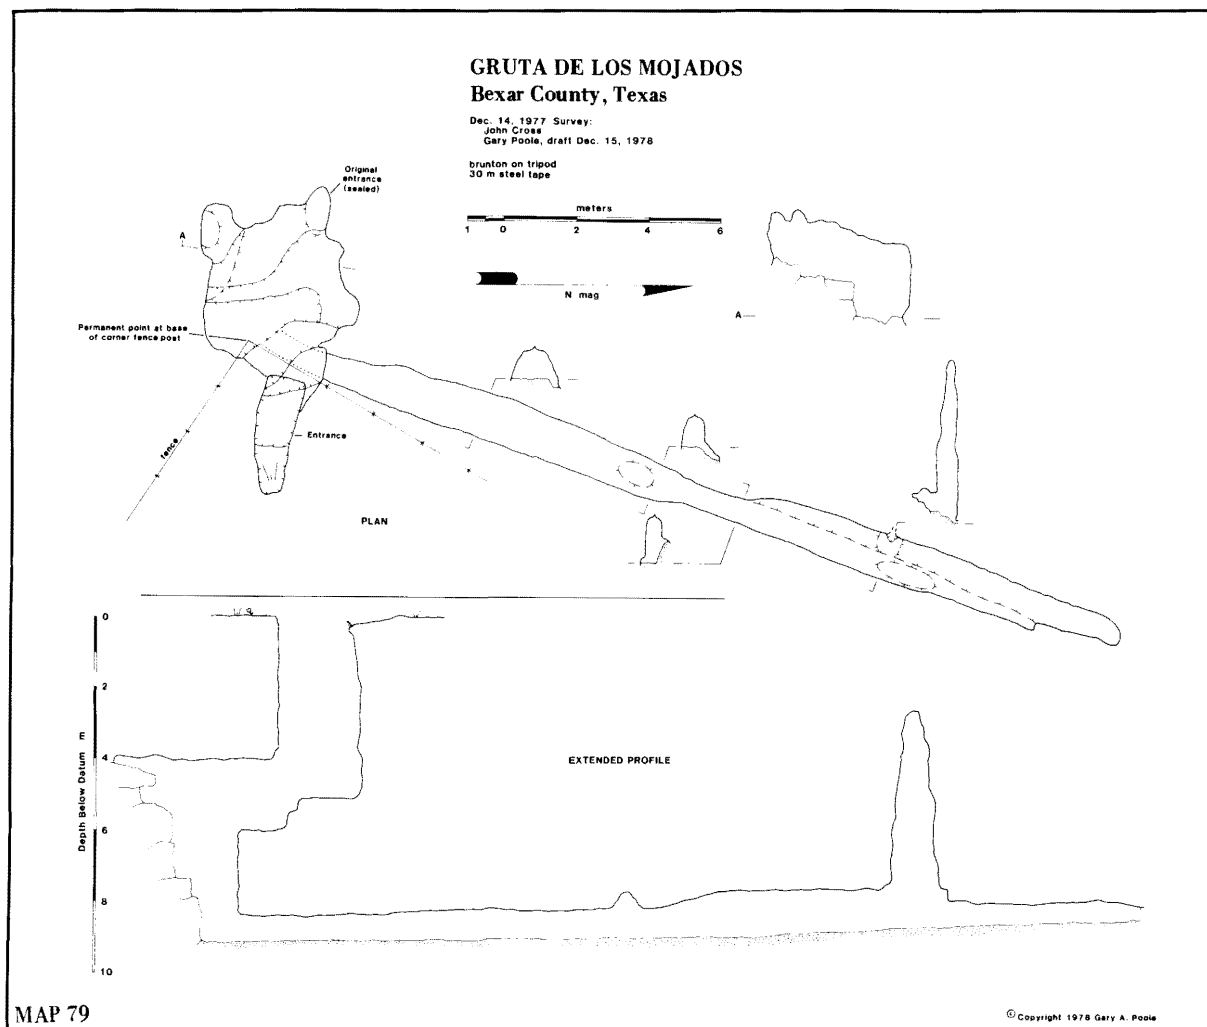 GRUTA DE LOS MOJADOS
Bexar County, Texas
Dec. 14, 1977 Survey:
John Cross
Gary Poole, draft Dec. 15, 1978
brunton on tripod
30 m steel tape
Original
entrance
(sealed)
meters
1 0 2 4 6
N mag
A
A
Permanent point at base
of corner fence post
fence
Entrance
PLAN
0
2
4
6
8
10
Depth Below Datum m
EXTENDED PROFILE
MAP 79
© Copyright 1978 Gary A. Poole